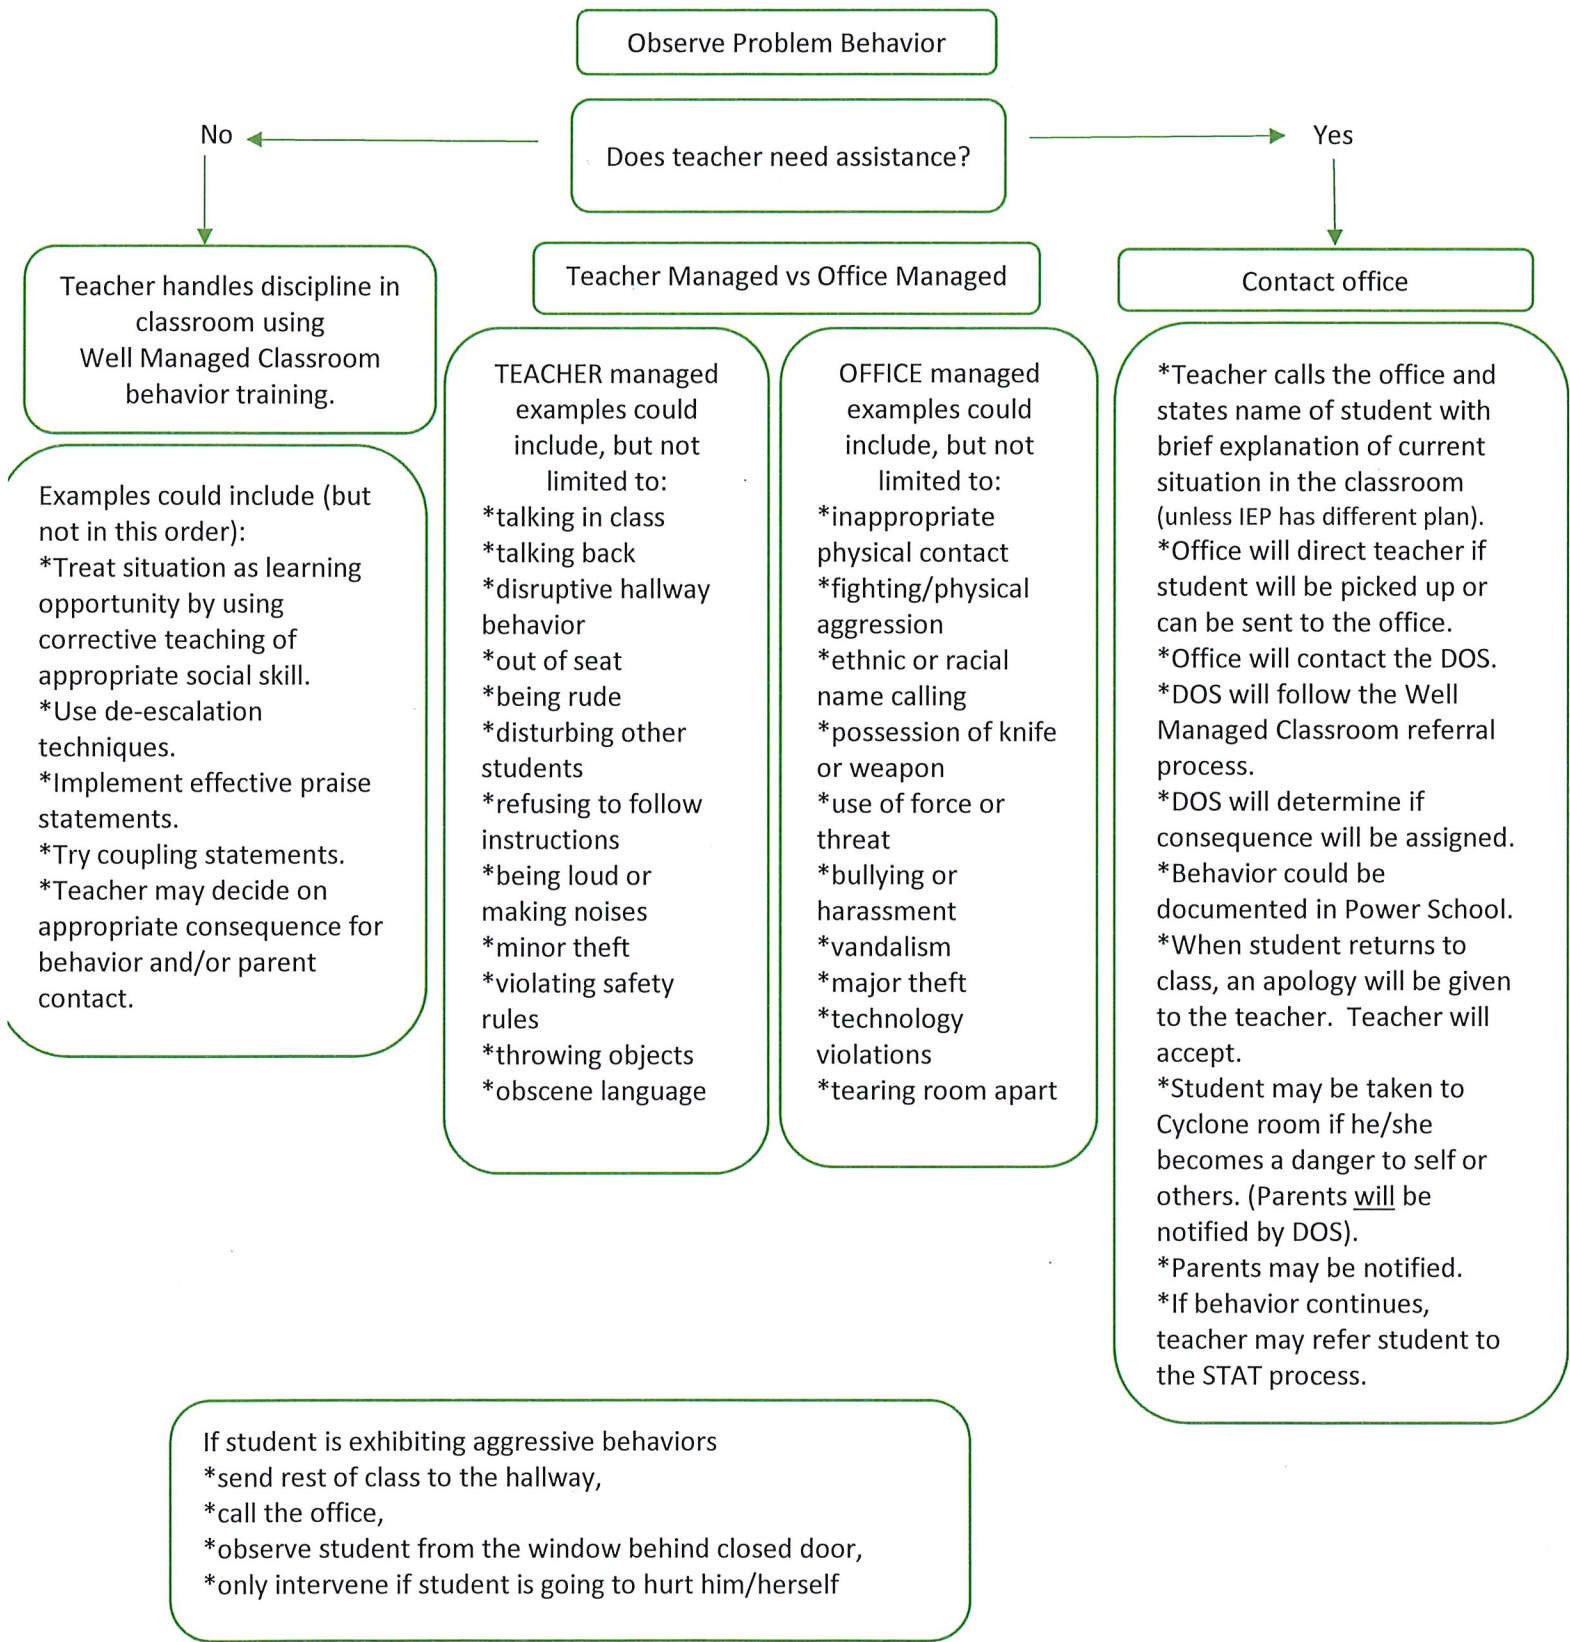 Observe Problem Behavior
No
Does teacher need assistance?
Yes
Teacher handles discipline in
classroom using
Well Managed Classroom
behavior training.
Examples could include (but
not in this order):
*Treat situation as learning
opportunity by using
corrective teaching of
appropriate social skill.
*Use de-escalation
techniques.
*Implement effective praise
statements.
*Try coupling statements.
*Teacher may decide on
appropriate consequence for
behavior and/or parent
contact.
Teacher Managed vs Office Managed
TEACHER managed
examples could
include, but not
limited to:
*talking in class
*talking back
*disruptive hallway
behavior
*out of seat
*being rude
*disturbing other
students
*refusing to follow
instructions
*being loud or
making noises
*minor theft
*violating safety
rules
*throwing objects
*obscene language
OFFICE managed
examples could
include, but not
limited to:
*inappropriate
physical contact
*fighting/physical
aggression
*ethnic or racial
name calling
*possession of knife
or weapon
*use of force or
threat
*bullying or
harassment
*vandalism
*major theft
*technology
violations
*tearing room apart
Contact office
*Teacher calls the office and
states name of student with
brief explanation of current
situation in the classroom
(unless IEP has different plan).
*Office will direct teacher if
student will be picked up or
can be sent to the office.
*Office will contact the DOS.
*DOS will follow the Well
Managed Classroom referral
process.
*DOS will determine if
consequence will be assigned.
*Behavior could be
documented in Power School.
*When student returns to
class, an apology will be given
to the teacher.  Teacher will
accept.
*Student may be taken to
Cyclone room if he/she
becomes a danger to self or
others. (Parents will be
notified by DOS).
*Parents may be notified.
*If behavior continues,
teacher may refer student to
the STAT process.
If student is exhibiting aggressive behaviors
*send rest of class to the hallway,
*call the office,
*observe student from the window behind closed door,
*only intervene if student is going to hurt him/herself